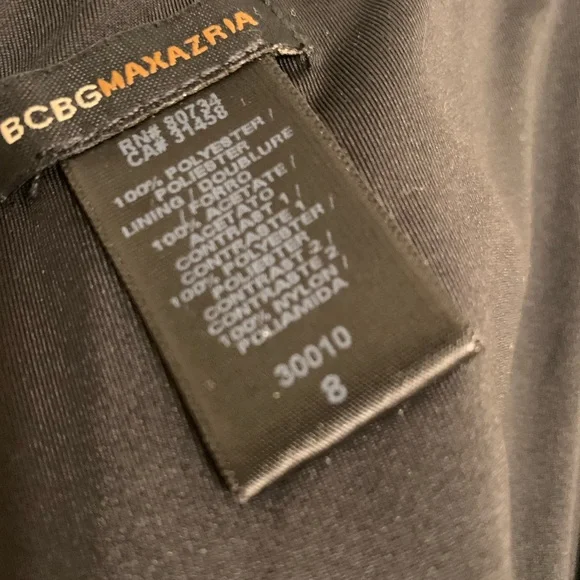 BCBGMAXAZRIA
RN# 80734
CA# 31458
100% POLYESTER /
POLIESTER
LINING / DOUBLURE
/ FORRO
100% ACETATE /
ACETATO
CONTRAST 1 /
CONTRASTE 1
100% POLYESTER /
POLIESTER
CONTRAST 2 /
CONTRASTE 2
100% NYLON /
POLIAMIDA
30010
8